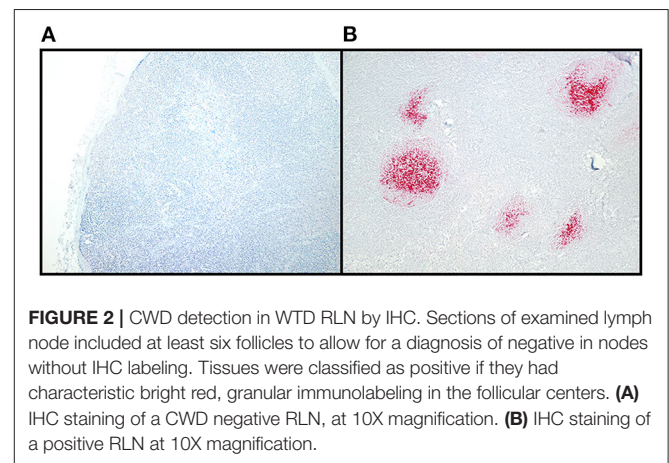 A B
FIGURE 2 | CWD detection in WTD RLN by IHC. Sections of examined lymph
node included at least six follicles to allow for a diagnosis of negative in nodes
without IHC labeling. Tissues were classified as positive if they had
characteristic bright red, granular immunolabeling in the follicular centers. (A)
IHC staining of a CWD negative RLN, at 10X magnification. (B) IHC staining of
a positive RLN at 10X magnification.